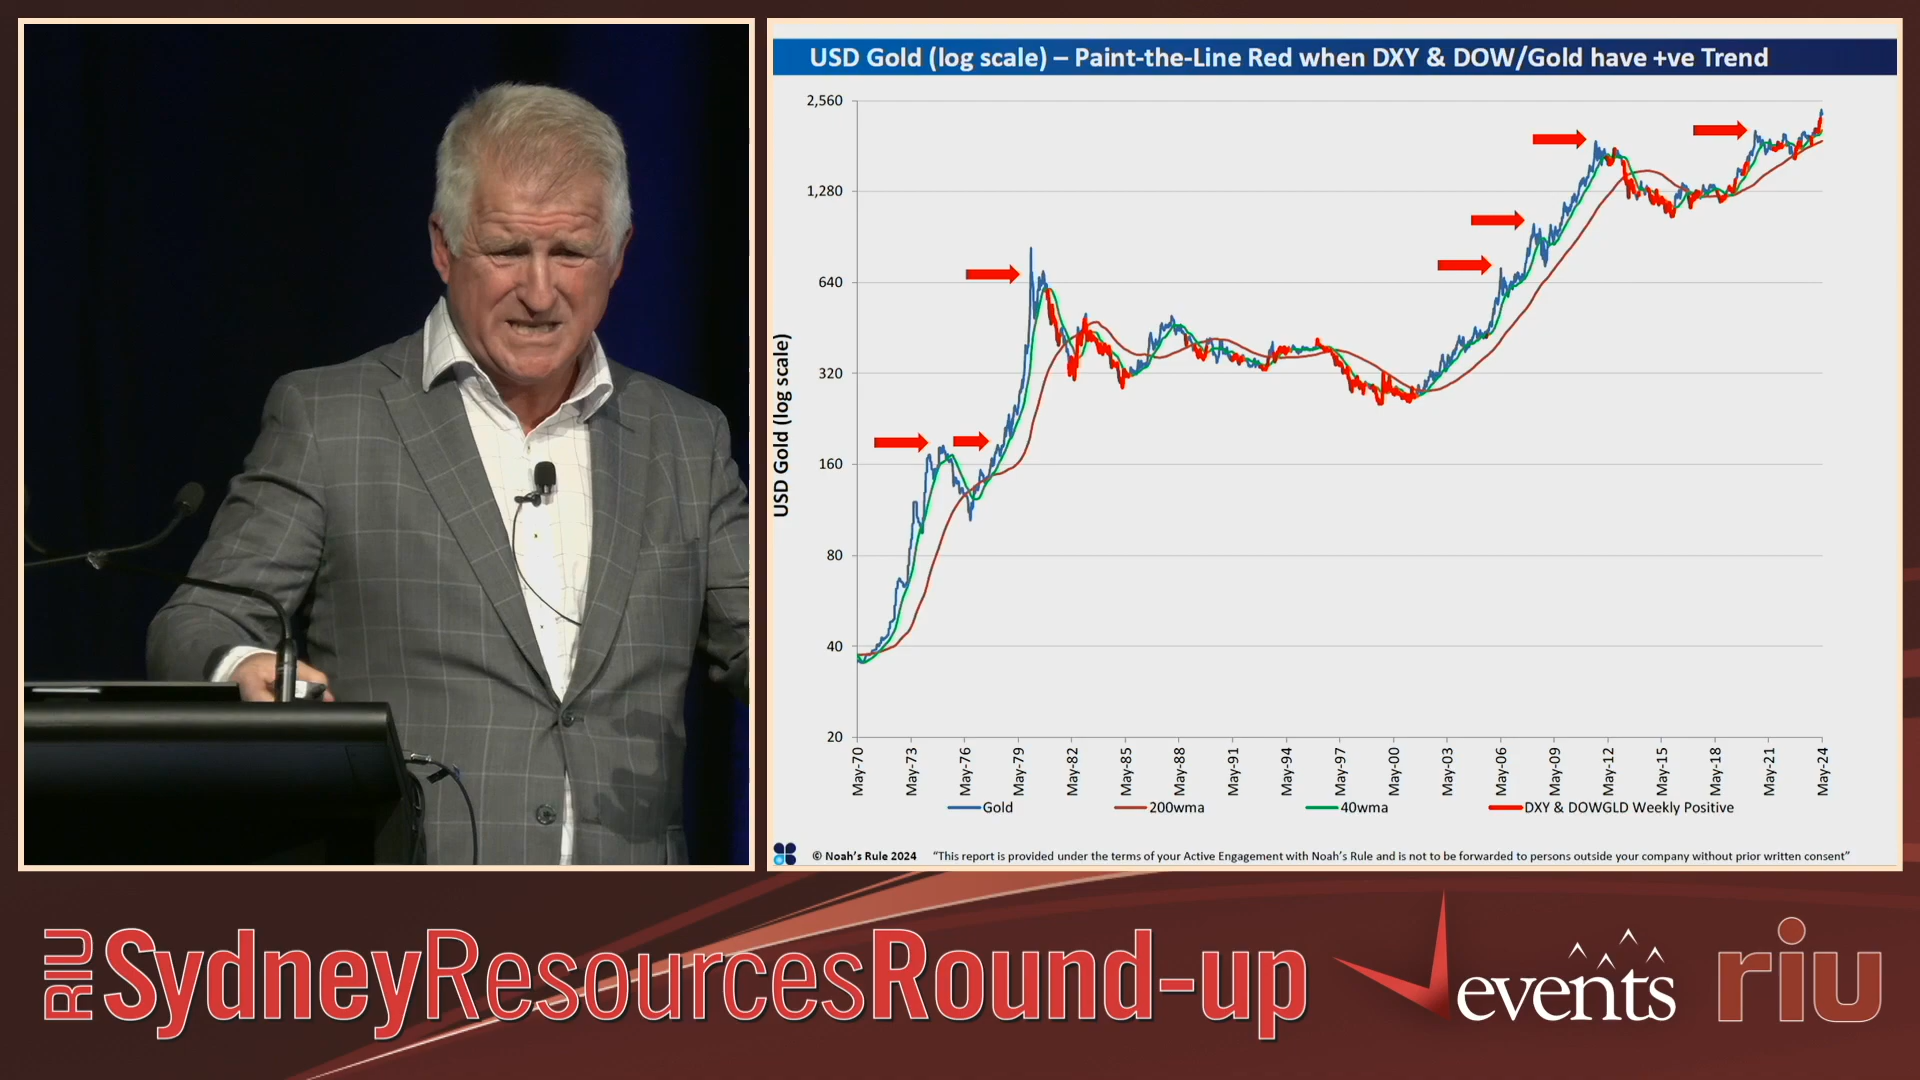 USD Gold (log scale) – Paint-the-Line Red when DXY & DOW/Gold have +ve Trend
USD Gold (log scale)
2,560
1,280
640
320
160
80
40
20
May-70
May-73
May-76
May-79
May-82
May-85
May-88
May-91
May-94
May-97
May-00
May-03
May-06
May-09
May-12
May-15
May-18
May-21
May-24
Gold
200wma
40wma
DXY & DOWGLD Weekly Positive
© Noah's Rule 2024 "This report is provided under the terms of your Active Engagement with Noah's Rule and is not to be forwarded to persons outside your company without prior written consent"
RIU SydneyResourcesRound-up
Vevents
riu